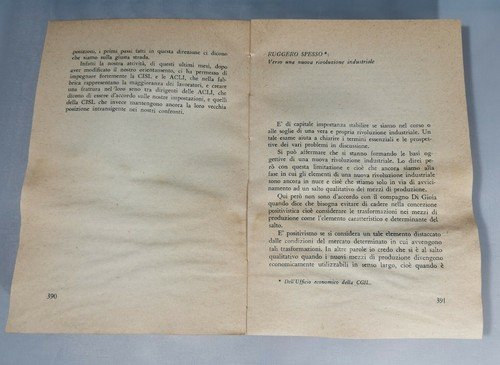 posizioni, i primi passi fatti in questa direzione ci dicono
che siamo sulla giusta strada.
Infatti la nostra attività, di questi ultimi mesi, dopo
aver modificato il nostro orientamento, ci ha permesso di
impegnare fortemente la CISL e le ACLI, che nella fab-
brica rappresentano la maggioranza dei lavoratori, e creare
una frattura nel loro seno tra dirigenti delle ACLI, che
dicono di essere d'accordo sulle nostre impostazioni, e quelli
della CISL che invece mantengono ancora la loro vecchia
posizione intransigente nei nostri confronti.
390
RUGGERO SPESSO *:
Verso una nuova rivoluzione industriale
E' di capitale importanza stabilire se siamo nel corso o
alle soglie di una vera e propria rivoluzione industriale. Un
tale esame aiuta a chiarire i termini essenziali e le prospet-
tive dei vari problemi in discussione.
Si può affermare che si stanno formando le basi og-
gettive di una nuova rivoluzione industriale. Lo direi pe-
rò con questa limitazione e cioè che ancora siamo alla
fase in cui gli elementi di una nuova rivoluzione industriale
sono ancora in nuce e cioè che stiamo solo in via di avvici-
namento ad un salto qualitativo dei mezzi di produzione.
Qui però non sono d'accordo con il compagno Di Gioia
quando dice che bisogna evitare di cadere nella concezione
positivistica cioè considerare le trasformazioni nei mezzi di
produzione come l'elemento caratteristico e determinante del
salto.
E' positivismo se si considera un tale elemento distaccato
dalle condizioni del mercato determinato in cui avvengono
tali trasformazioni. In altre parole io credo che si è al salto
qualitativo quando i nuovi mezzi di produzione divengono
economicamente utilizzabili in senso largo, cioè quando è
* Dell'Ufficio economico della CGIL.
391